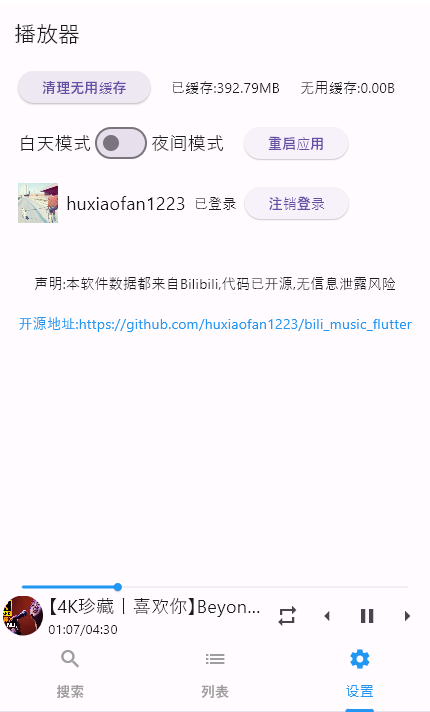 播放器
清理无用缓存 已缓存:392.79MB 无用缓存:0.00B
白天模式 夜间模式 重启应用
huxiaofan1223 已登录 注销登录
声明:本软件数据都来自Bilibili,代码已开源,无信息泄露风险
开源地址:https://github.com/huxiaofan1223/bili_music_flutter
【4K珍藏丨喜欢你】Beyon...
01:07/04:30
搜索 列表 设置